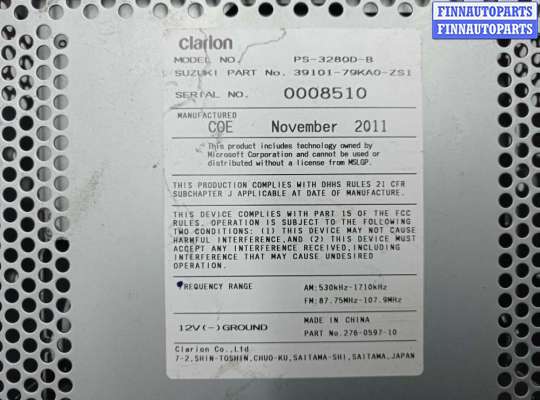 FINNAUTOPARTS
FINNAUTOPARTS
clarion
MODEL NO. PS-3280D-B
SUZUKI PART No. 39101-79KA0-ZS1
SERIAL NO. 0008510
MANUFACTURED
COE November 2011
This product includes technology owned by
Microsoft Corporation and cannot be used or
distributed without a license from MSLGP.
THIS PRODUCTION COMPLIES WITH DHHS RULES 21 CFR
SUBCHAPTER J APPLICABLE AT DATE OF MANUFACTURE.
THIS DEVICE COMPLIES WITH PART 15 OF THE FCC
RULES. OPERATION IS SUBJECT TO THE FOLLOWING
TWO CONDITIONS: (1) THIS DEVICE MAY NOT CAUSE
HARMFUL INTERFERENCE,AND (2) THIS DEVICE MUST
ACCEPT ANY INTERFERENCE RECEIVED,INCLUDING
INTERFERENCE THAT MAY CAUSE UNDESIRED
OPERATION.
FREQUENCY RANGE AM:530kHz-1710kHz
FM:87.75MHz-107.9MHz
12V(-)GROUND
MADE IN CHINA
PART No.276-0597-10
Clarion Co.,Ltd
7-2,SHIN-TOSHIN,CHUO-KU,SAITAMA-SHI,SAITAMA,JAPAN